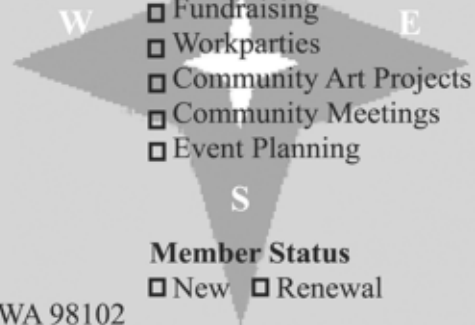 Fundraising
W E
Workparties
Community Art Projects
Community Meetings
Event Planning
S
Member Status
New Renewal
WA 98102